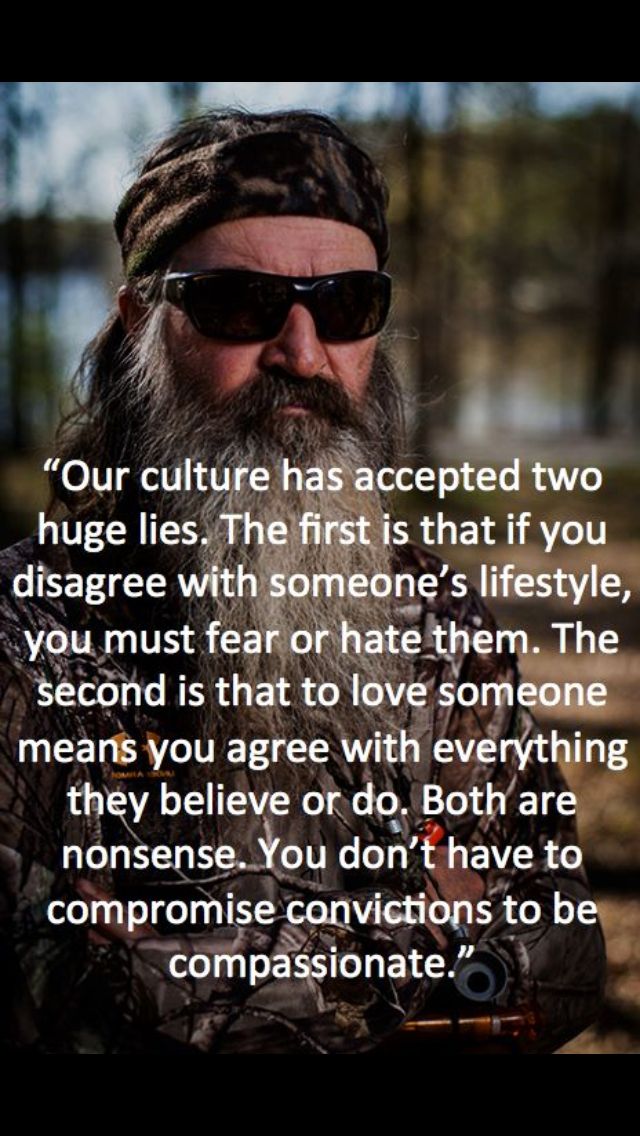 “Our culture has accepted two
huge lies. The first is that if you
disagree with someone’s lifestyle,
you must fear or hate them. The
second is that to love someone
means you agree with everything
they believe or do. Both are
nonsense. You don’t have to
compromise convictions to be
compassionate.”